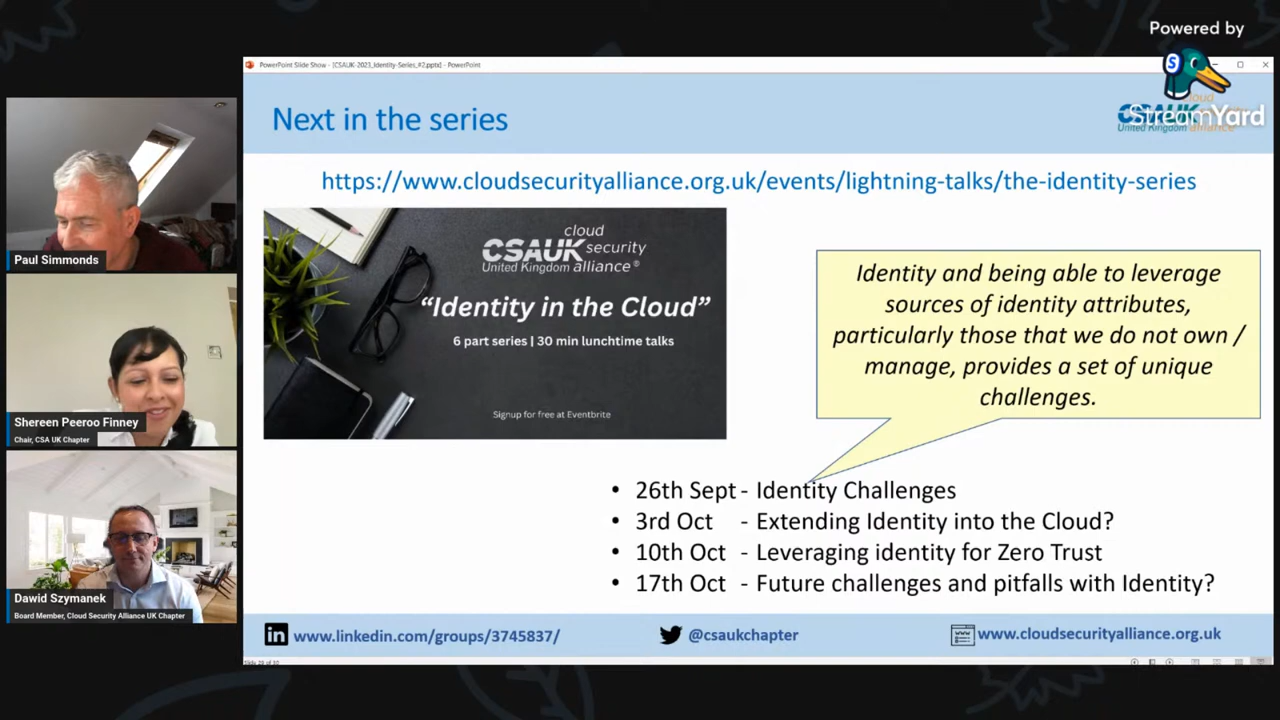 Powered by
StreamYard
PowerPoint Slide Show - [CSAUK-2023_Identity-Series_#2.pptx] - PowerPoint
Next in the series
CSAUK
United Kingdom alliance
https://www.cloudsecurityalliance.org.uk/events/lightning-talks/the-identity-series
cloud
CSAUK security
United Kingdom alliance®
"Identity in the Cloud"
6 part series | 30 min lunchtime talks
Signup for free at Eventbrite
Identity and being able to leverage
sources of identity attributes,
particularly those that we do not own /
manage, provides a set of unique
challenges.
• 26th Sept - Identity Challenges
• 3rd Oct - Extending Identity into the Cloud?
• 10th Oct - Leveraging identity for Zero Trust
• 17th Oct - Future challenges and pitfalls with Identity?
www.linkedin.com/groups/3745837/
@csaukchapter
www.cloudsecurityalliance.org.uk
Paul Simmonds
Shereen Peeroo Finney
Chair, CSA UK Chapter
Dawid Szymanek
Board Member, Cloud Security Alliance UK Chapter